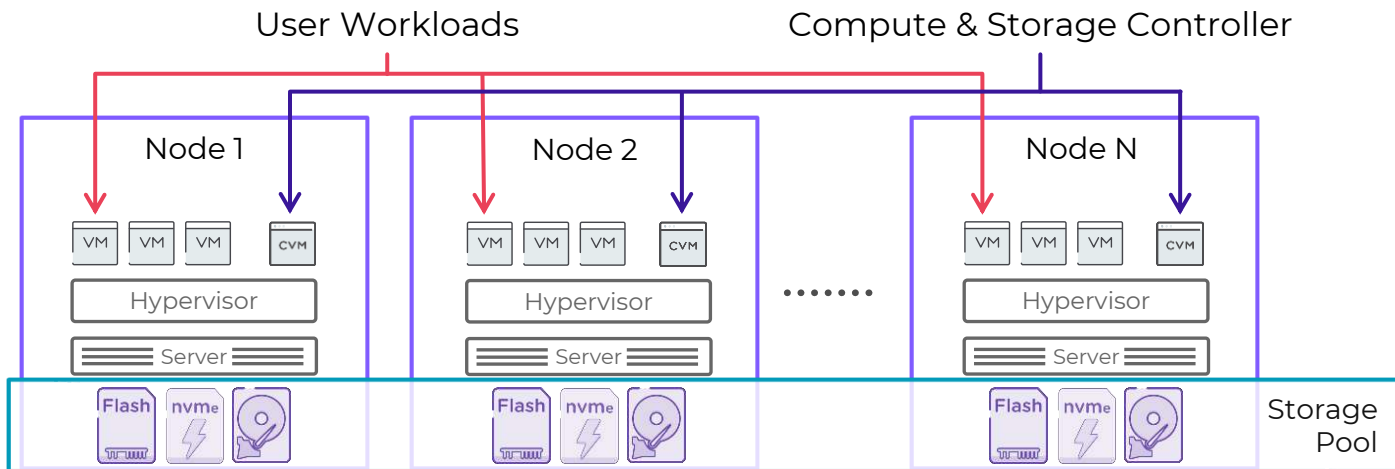 User Workloads
Compute & Storage Controller
Node 1
Node 2
Node N
VM VM VM CVM
VM VM VM CVM
VM VM VM CVM
Hypervisor
Hypervisor
Hypervisor
Server
Server
Server
Flash nvme
Flash nvme
Flash nvme
Storage
Pool